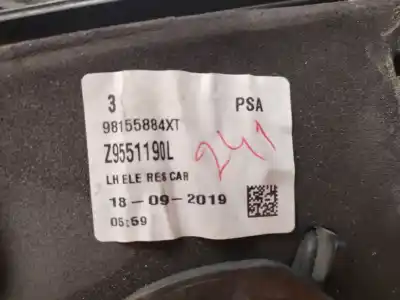 3 PSA
98155884XT
Z9551190L
241
LH ELE RES CAR
18-09-2019
05:59